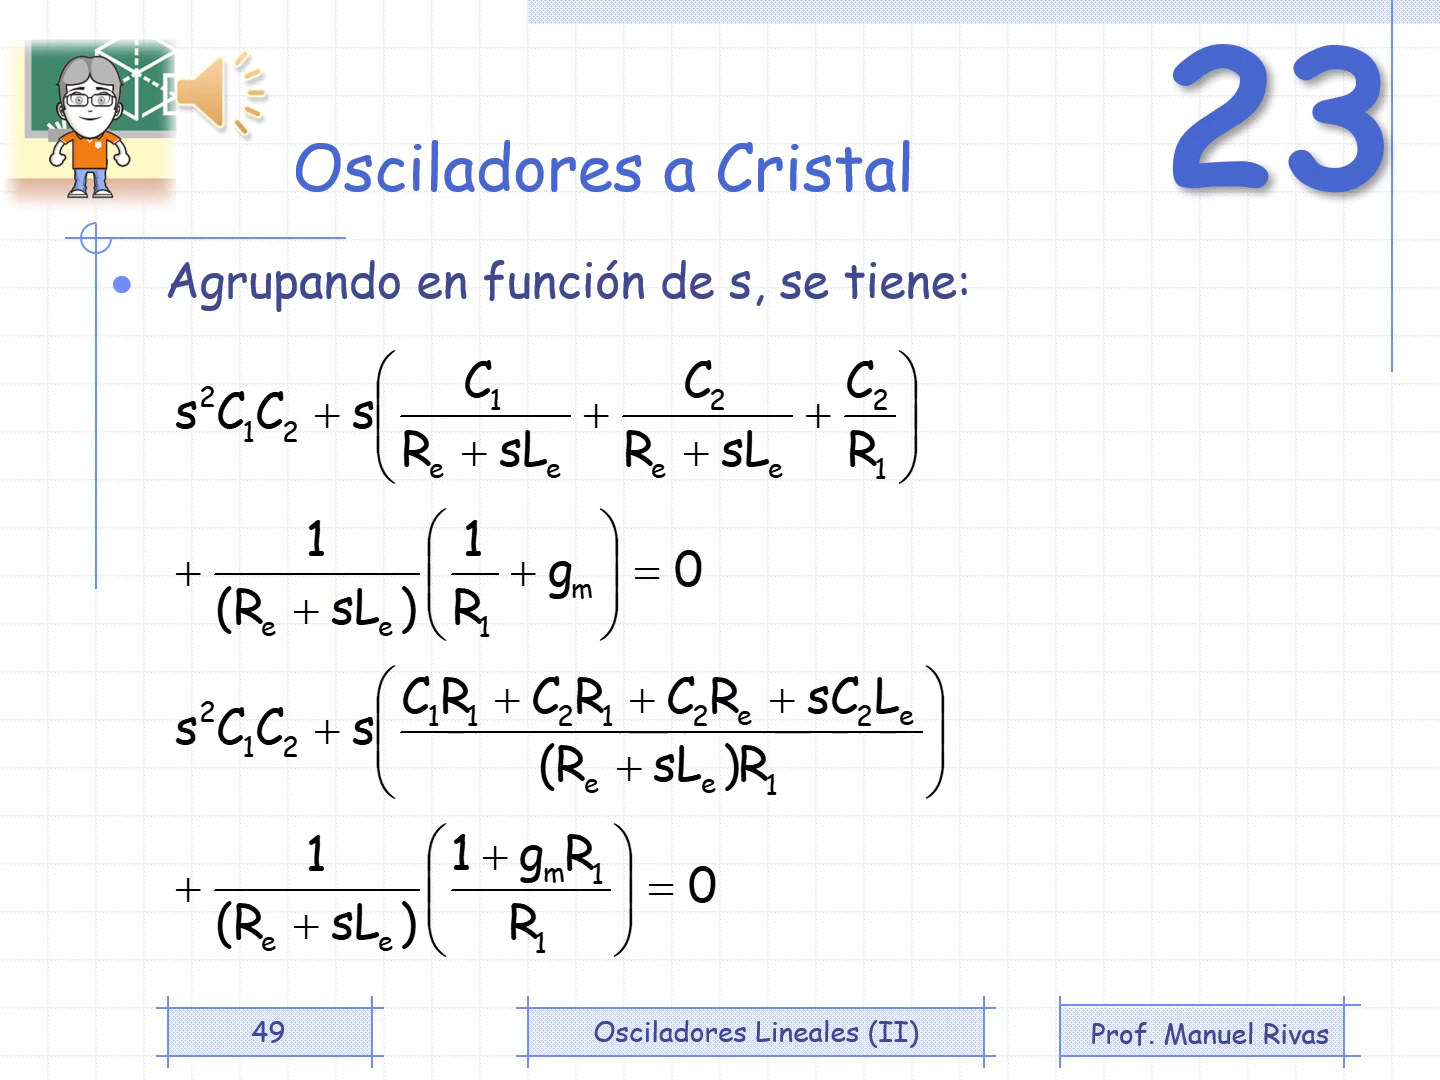 23
Osciladores a Cristal
• Agrupando en función de s, se tiene:
s²C₁C₂ + s( C₁/(Rₑ + sLₑ) + C₂/(Rₑ + sLₑ) + C₂/R₁ )
+ 1/(Rₑ + sLₑ) ( 1/R₁ + gₘ ) = 0
s²C₁C₂ + s( (C₁R₁ + C₂R₁ + C₂Rₑ + sC₂Lₑ)/((Rₑ + sLₑ)R₁) )
+ 1/(Rₑ + sLₑ) ( (1 + gₘR₁)/R₁ ) = 0
49
Osciladores Lineales (II)
Prof. Manuel Rivas